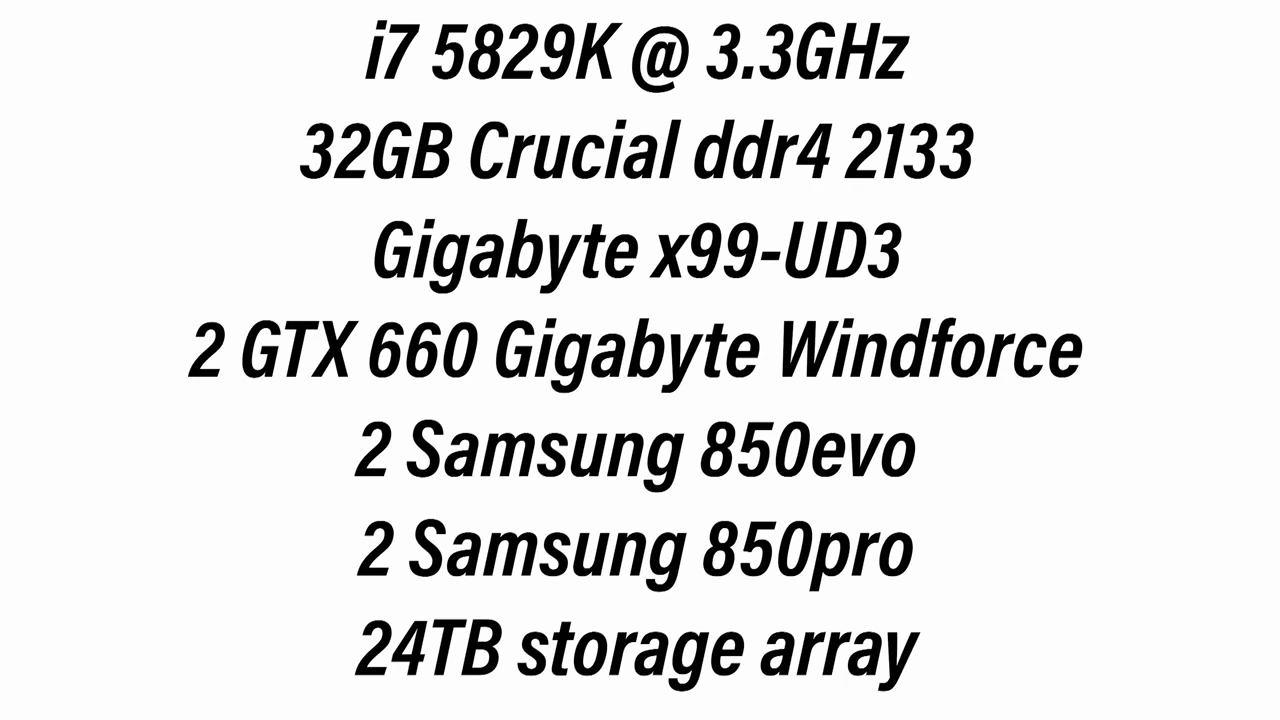 i7 5829K @ 3.3GHz
32GB Crucial ddr4 2133
Gigabyte x99-UD3
2 GTX 660 Gigabyte Windforce
2 Samsung 850evo
2 Samsung 850pro
24TB storage array